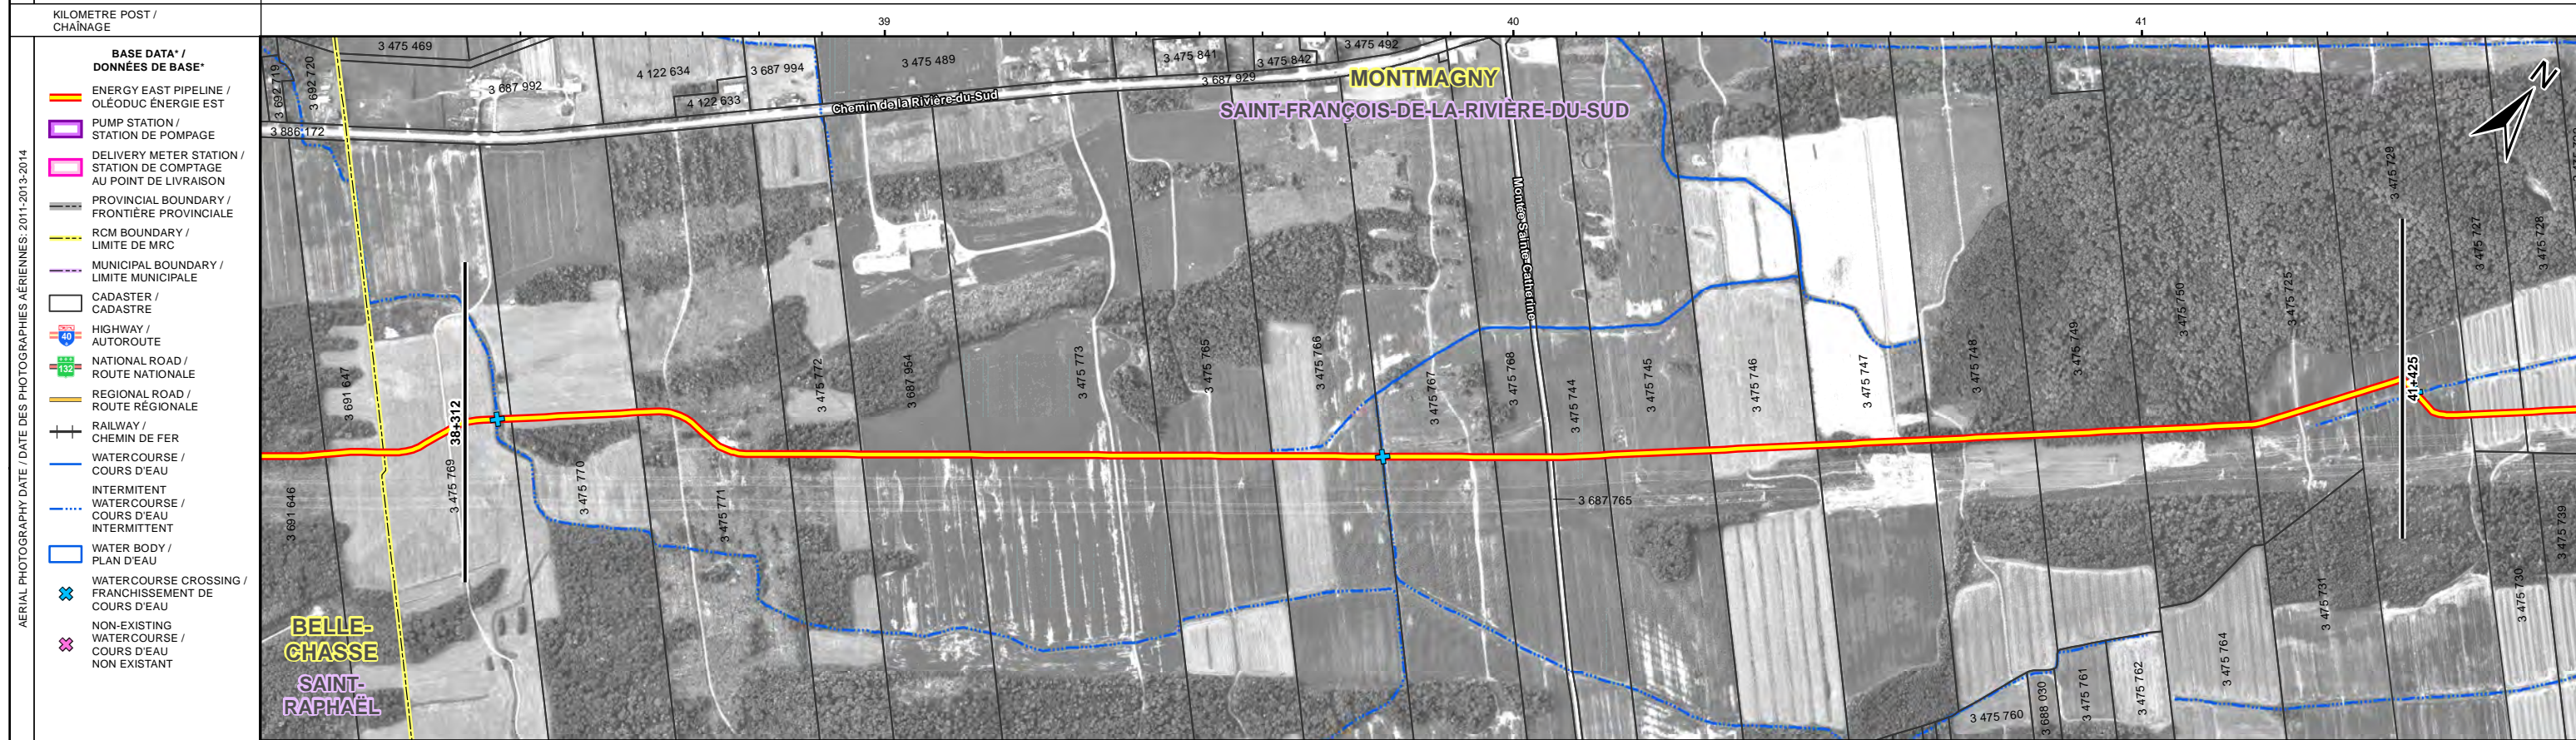 KILOMETRE POST /
CHAÎNAGE
39
40
41
AERIAL PHOTOGRAPHY DATE / DATE DES PHOTOGRAPHIES AÉRIENNES: 2011-2013-2014
BASE DATA* /
DONNÉES DE BASE*
ENERGY EAST PIPELINE /
OLÉODUC ÉNERGIE EST
PUMP STATION /
STATION DE POMPAGE
DELIVERY METER STATION /
STATION DE COMPTAGE
AU POINT DE LIVRAISON
PROVINCIAL BOUNDARY /
FRONTIÈRE PROVINCIALE
RCM BOUNDARY /
LIMITE DE MRC
MUNICIPAL BOUNDARY /
LIMITE MUNICIPALE
CADASTER /
CADASTRE
40
HIGHWAY /
AUTOROUTE
132
NATIONAL ROAD /
ROUTE NATIONALE
REGIONAL ROAD /
ROUTE RÉGIONALE
RAILWAY /
CHEMIN DE FER
WATERCOURSE /
COURS D'EAU
INTERMITENT
WATERCOURSE /
COURS D'EAU
INTERMITTENT
WATER BODY /
PLAN D'EAU
WATERCOURSE CROSSING /
FRANCHISSEMENT DE
COURS D'EAU
NON-EXISTING
WATERCOURSE /
COURS D'EAU
NON EXISTANT
3 692 719
3 692 720
3 475 469
3 687 992
3 886 172
4 122 634
4 122 633
3 687 994
3 475 489
Chemin de la Rivière-du-Sud
3 475 841
3 475 842
3 475 492
3 687 929
MONTMAGNY
SAINT-FRANÇOIS-DE-LA-RIVIÈRE-DU-SUD
N
Montée Sainte-Catherine
3 691 647
3 691 646
38+312
3 475 769
3 475 770
3 475 771
3 475 772
3 687 954
3 475 773
3 475 765
3 475 766
3 475 767
3 475 768
3 475 744
3 475 745
3 475 746
3 475 747
3 475 748
3 475 749
3 475 750
3 475 725
3 475 729
3 475 727
3 475 728
41+425
3 687 765
3 475 739
3 475 730
3 475 731
3 475 764
3 475 762
3 475 761
3 688 030
3 475 760
BELLE-
CHASSE
SAINT-
RAPHAËL